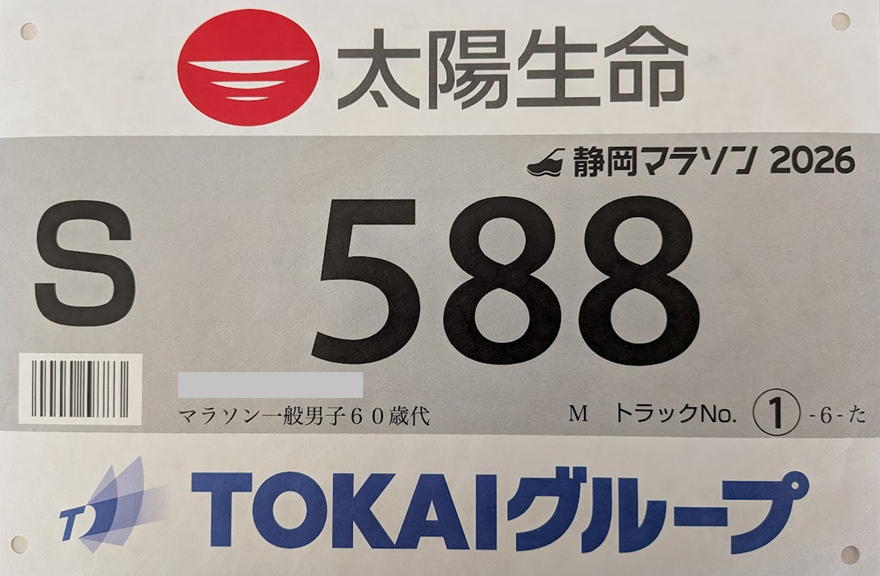 太陽生命
静岡マラソン 2026
S 588
マラソン一般男子60歳代 M トラックNo. ① -6-た
TD TOKAIグループ